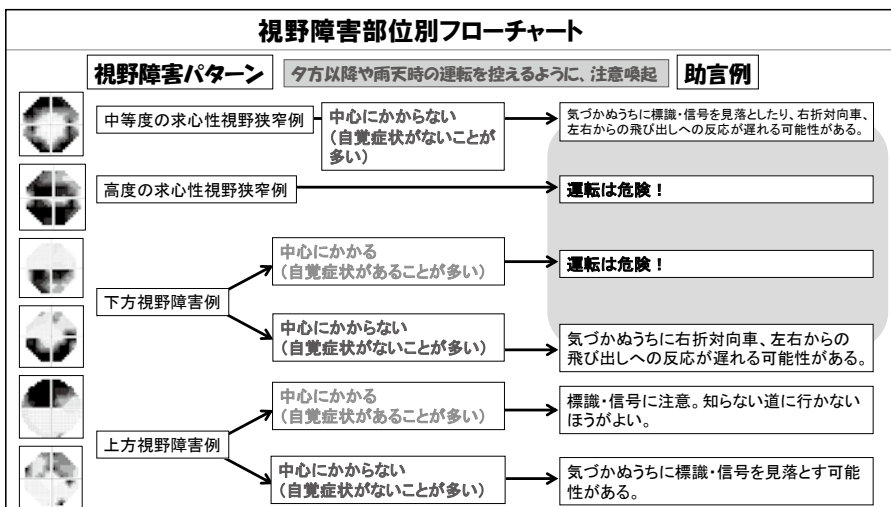 視野障害部位別フローチャート
視野障害パターン
夕方以降や雨天時の運転を控えるように、注意喚起
助言例
中等度の求心性視野狭窄例
中心にかからない
(自覚症状がないことが
多い)
気づかぬうちに標識・信号を見落としたり、右折対向車、
左右からの飛び出しへの反応が遅れる可能性がある。
高度の求心性視野狭窄例
運転は危険!
下方視野障害例
中心にかかる
(自覚症状があることが多い)
運転は危険!
中心にかからない
(自覚症状がないことが多い)
気づかぬうちに右折対向車、左右からの
飛び出しへの反応が遅れる可能性がある。
上方視野障害例
中心にかかる
(自覚症状があることが多い)
標識・信号に注意。知らない道に行かない
ほうがよい。
中心にかからない
(自覚症状がないことが多い)
気づかぬうちに標識・信号を見落とす可能
性がある。